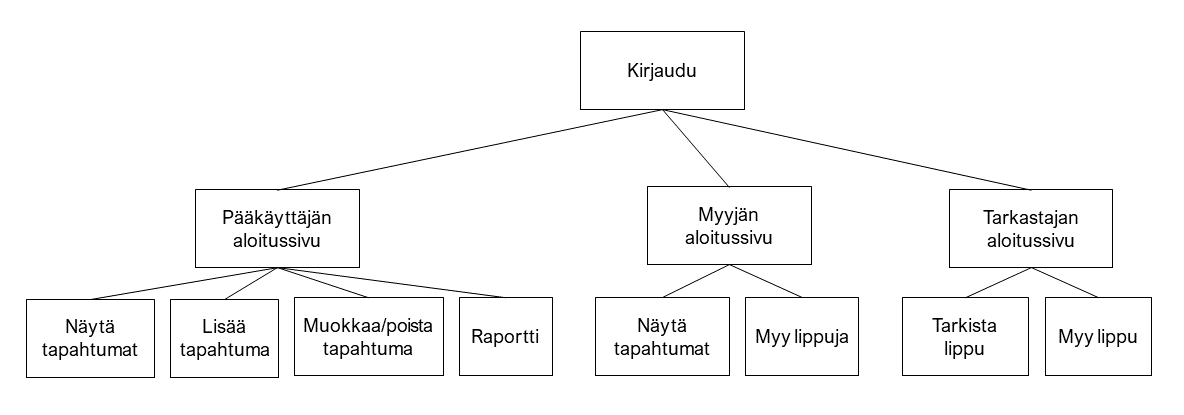 Kirjaudu
Pääkäyttäjän
aloitussivu
Myyjän
aloitussivu
Tarkastajan
aloitussivu
Näytä
tapahtumat
Lisää
tapahtuma
Muokkaa/poista
tapahtuma
Raportti
Näytä
tapahtumat
Myy lippuja
Tarkista
lippu
Myy lippu